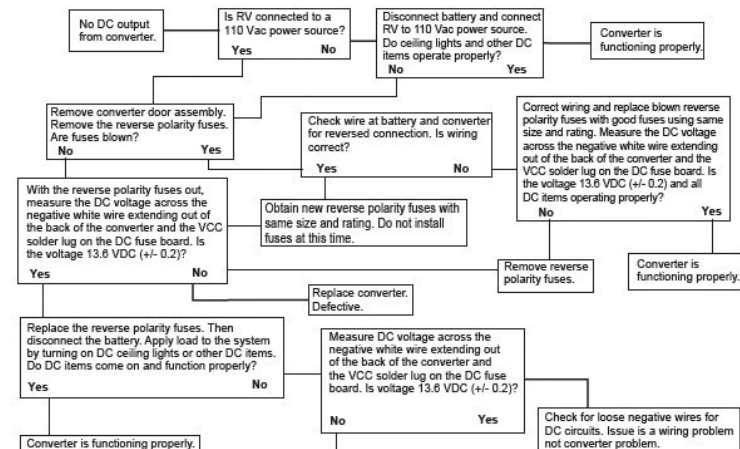 No DC output
from converter.
Is RV connected to a
110 Vac power source?
Yes No
Disconnect battery and connect
RV to 110 Vac power source.
Do ceiling lights and other DC
items operate properly?
No Yes
Converter is
functioning properly.
Remove converter door assembly.
Remove the reverse polarity fuses.
Are fuses blown?
No Yes
Check wire at battery and converter
for reversed connection. Is wiring
correct?
Yes No
Correct wiring and replace blown reverse
polarity fuses with good fuses using same
size and rating. Measure the DC voltage
across the negative white wire extending
out of the back of the converter and the
VCC solder lug on the DC fuse board. Is
the voltage 13.6 VDC (+/- 0.2) and all
DC items operating properly?
No Yes
With the reverse polarity fuses out,
measure the DC voltage across the
negative white wire extending out of
the back of the converter and the VCC
solder lug on the DC fuse board. Is
the voltage 13.6 VDC (+/- 0.2)?
Yes No
Obtain new reverse polarity fuses with
same size and rating. Do not install
fuses at this time.
Remove reverse
polarity fuses.
Converter is
functioning properly.
Replace converter.
Defective.
Replace the reverse polarity fuses. Then
disconnect the battery. Apply load to the system
by turning on DC ceiling lights or other DC items.
Do DC items come on and function properly?
Yes No
Measure DC voltage across the
negative white wire extending out
of the back of the converter and
the VCC solder lug on the DC fuse
board. Is voltage 13.6 VDC (+/- 0.2)?
No Yes
Check for loose negative wires for
DC circuits. Issue is a wiring problem
not converter problem.
Converter is functioning properly.